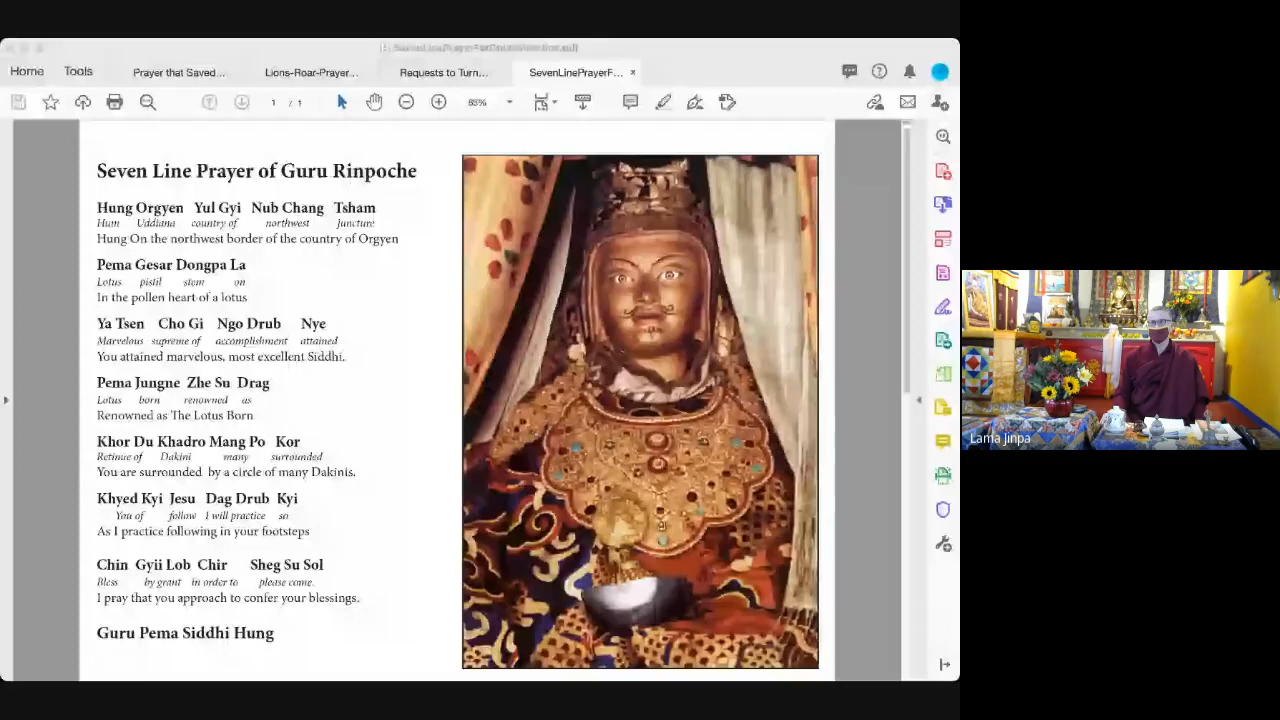 Home Tools Prayer that Saved... Lions-Roar-Prayer... Requests to Turn... SevenLinePrayerF... ×
1 / 1 85%
Seven Line Prayer of Guru Rinpoche
Hung Orgyen Yul Gyi Nub Chang Tsham
Hum Uddiana country of northwest Juncture
Hung On the northwest border of the country of Orgyen
Pema Gesar Dongpa La
Lotus pistil stem on
In the pollen heart of a lotus
Ya Tsen Cho Gi Ngo Drub Nye
Marvelous supreme of accomplishment attained
You attained marvelous, most excellent Siddhi.
Pema Jungne Zhe Su Drag
Lotus born renowned as
Renowned as The Lotus Born
Khor Du Khadro Mang Po Kor
Retinue of Dakini many surrounded
You are surrounded by a circle of many Dakinis.
Khyed Kyi Jesu Dag Drub Kyi
You of follow I will practice so
As I practice following in your footsteps
Chin Gyii Lob Chir Sheg Su Sol
Bless by grant in order to please come.
I pray that you approach to confer your blessings.
Guru Pema Siddhi Hung
Lama Jinpa